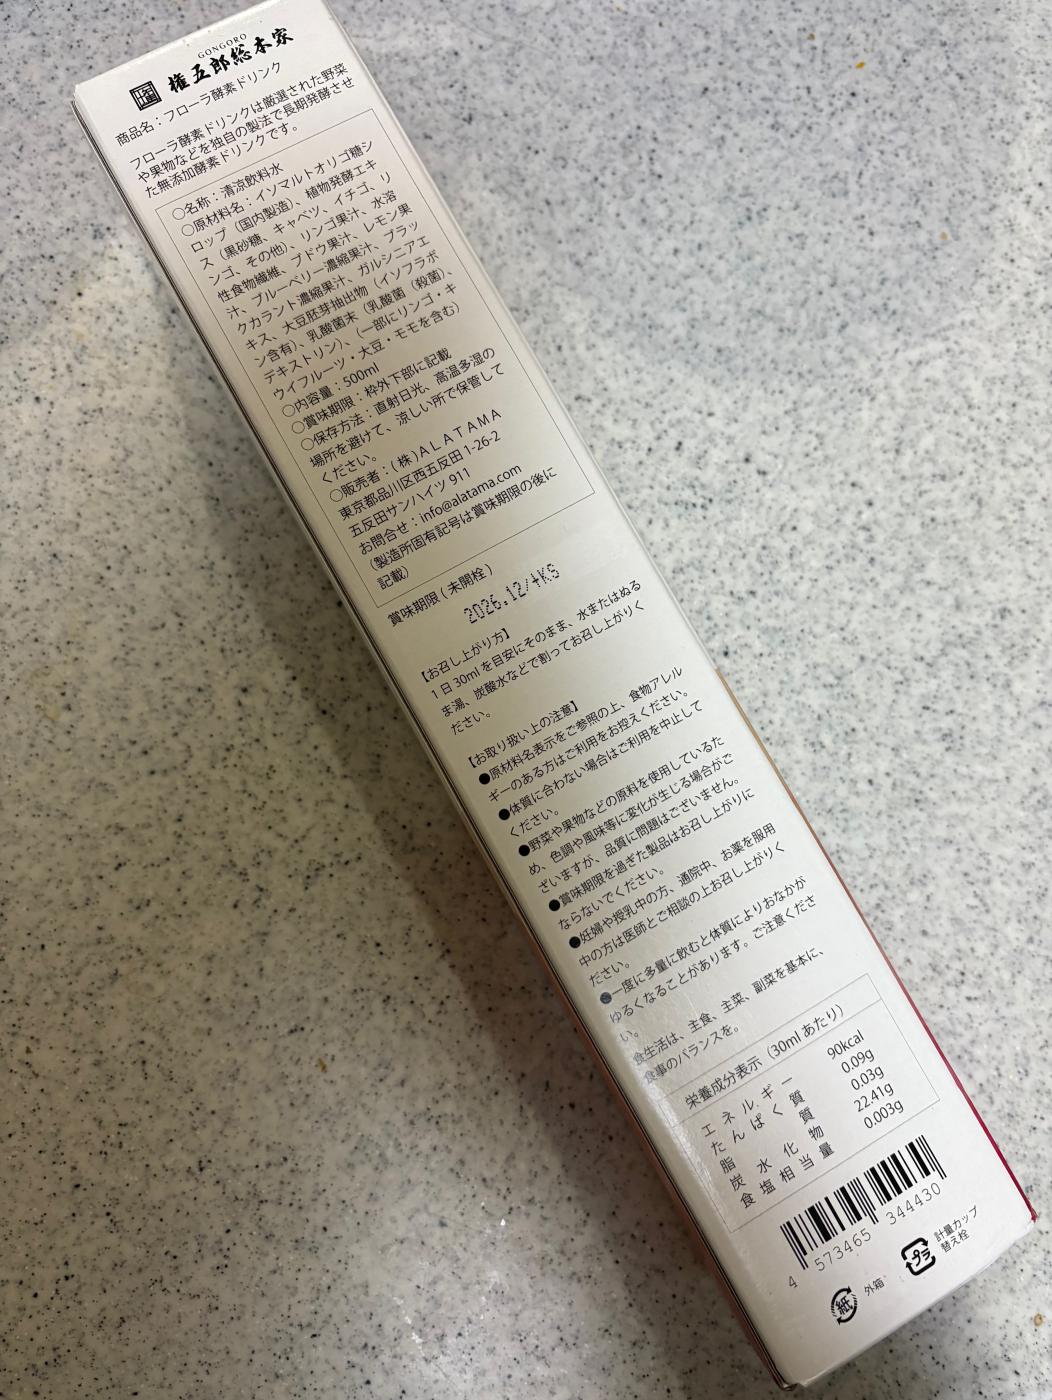 GONGORO
権五郎総本家
商品名：フローラ酵素ドリンク
フローラ酵素ドリンクは厳選された野菜
や果物などを独自の製法で長期発酵させ
た無添加酵素ドリンクです。
○名称：清涼飲料水
○原材料名：イソマルトオリゴ糖シ
ロップ（国内製造）、植物発酵エキ
ス（黒砂糖、キャベツ、イチゴ、リ
ンゴ、その他）、リンゴ果汁、水溶
性食物繊維、ブドウ果汁、レモン果
汁、ブルーベリー濃縮果汁、ブラッ
クカラント濃縮果汁、ガルシニアエ
キス、大豆胚芽抽出物（イソフラボ
ン含有）、乳酸菌末（乳酸菌（殺菌）、
デキストリン）、（一部にリンゴ・キ
ウイフルーツ・大豆・モモを含む）
○内容量：500ml
○賞味期限：枠外下部に記載
○保存方法：直射日光、高温多湿の
場所を避けて、涼しい所で保管して
ください。
○販売者：(株)ＡＬＡＴＡＭＡ
東京都品川区西五反田 1-26-2
五反田サンハイツ 911
お問合せ：info@alatama.com
（製造所固有記号は賞味期限の後に
記載）
賞味期限 ( 未開栓 )
2026.12/+KS
【お召し上がり方】
1 日 30ml を目安にそのまま、水またはぬる
ま湯、炭酸水などで割ってお召し上がりく
ださい。
【お取り扱い上の注意】
●原材料名表示をご参照の上、食物アレル
ギーのある方はご利用をお控えください。
●体質に合わない場合はご利用を中止して
ください。
●野菜や果物などの原料を使用しているた
め、色調や風味等に変化が生じる場合がご
ざいますが、品質に問題はございません。
●賞味期限を過ぎた製品はお召し上がりに
ならないでください。
●妊婦や授乳中の方、通院中、お薬を服用
中の方は医師とご相談の上お召し上がりく
ださい。
●一度に多量に飲むと体質によりおなかが
ゆるくなることがあります。ご注意くださ
い。
食生活は、主食、主菜、副菜を基本に、
食事のバランスを。
栄養成分表示（30ml あたり）
エネルギー 90kcal
たんぱく質 0.09g
脂質 0.03g
炭水化物 22.41g
食塩相当量 0.003g
4 573465 344430
紙 外箱
プラ 計量カップ
替え栓